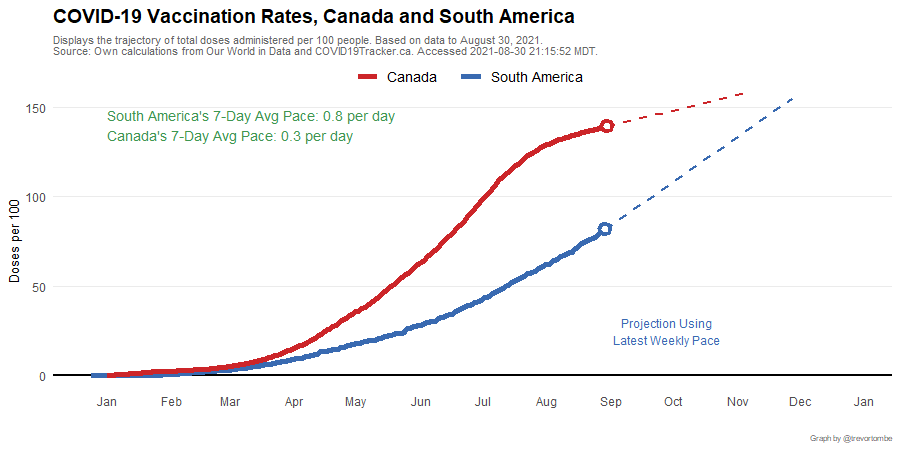 COVID-19 Vaccination Rates, Canada and South America
Displays the trajectory of total doses administered per 100 people. Based on data to August 30, 2021.
Source: Own calculations from Our World in Data and COVID19Tracker.ca. Accessed 2021-08-30 21:15:52 MDT.
Canada South America
South America's 7-Day Avg Pace: 0.8 per day
Canada's 7-Day Avg Pace: 0.3 per day
150
100
50
0
Doses per 100
Projection Using
Latest Weekly Pace
Jan Feb Mar Apr May Jun Jul Aug Sep Oct Nov Dec Jan
Graph by @trevortombe